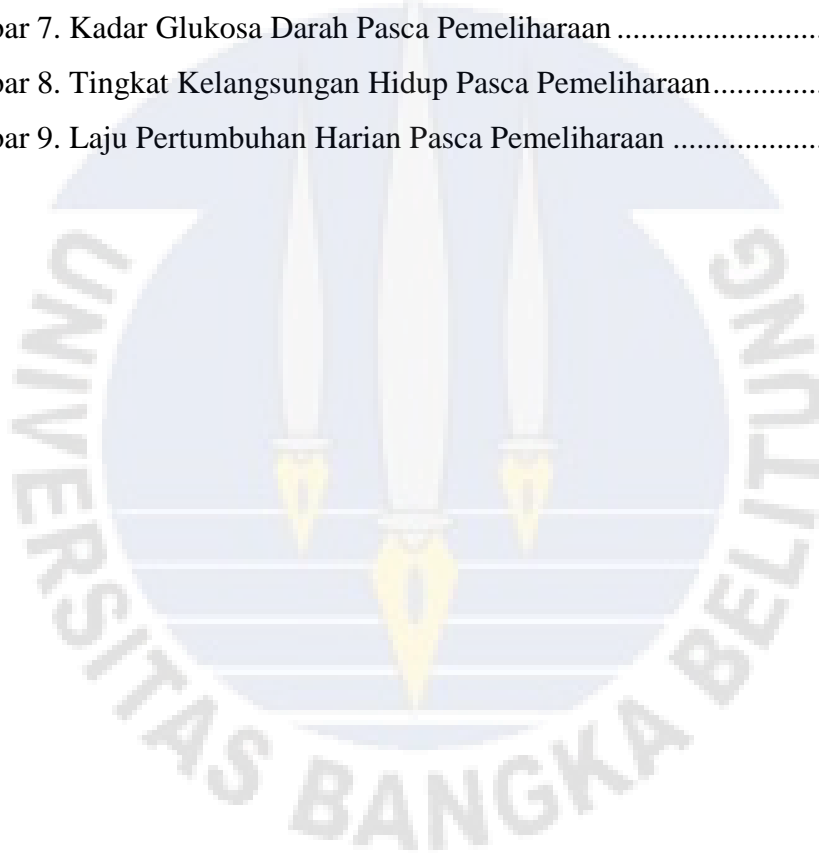 bar 7. Kadar Glukosa Darah Pasca Pemeliharaan ......................
bar 8. Tingkat Kelangsungan Hidup Pasca Pemeliharaan...........
bar 9. Laju Pertumbuhan Harian Pasca Pemeliharaan ................
UNIVERSITAS BANGKA BELITUNG